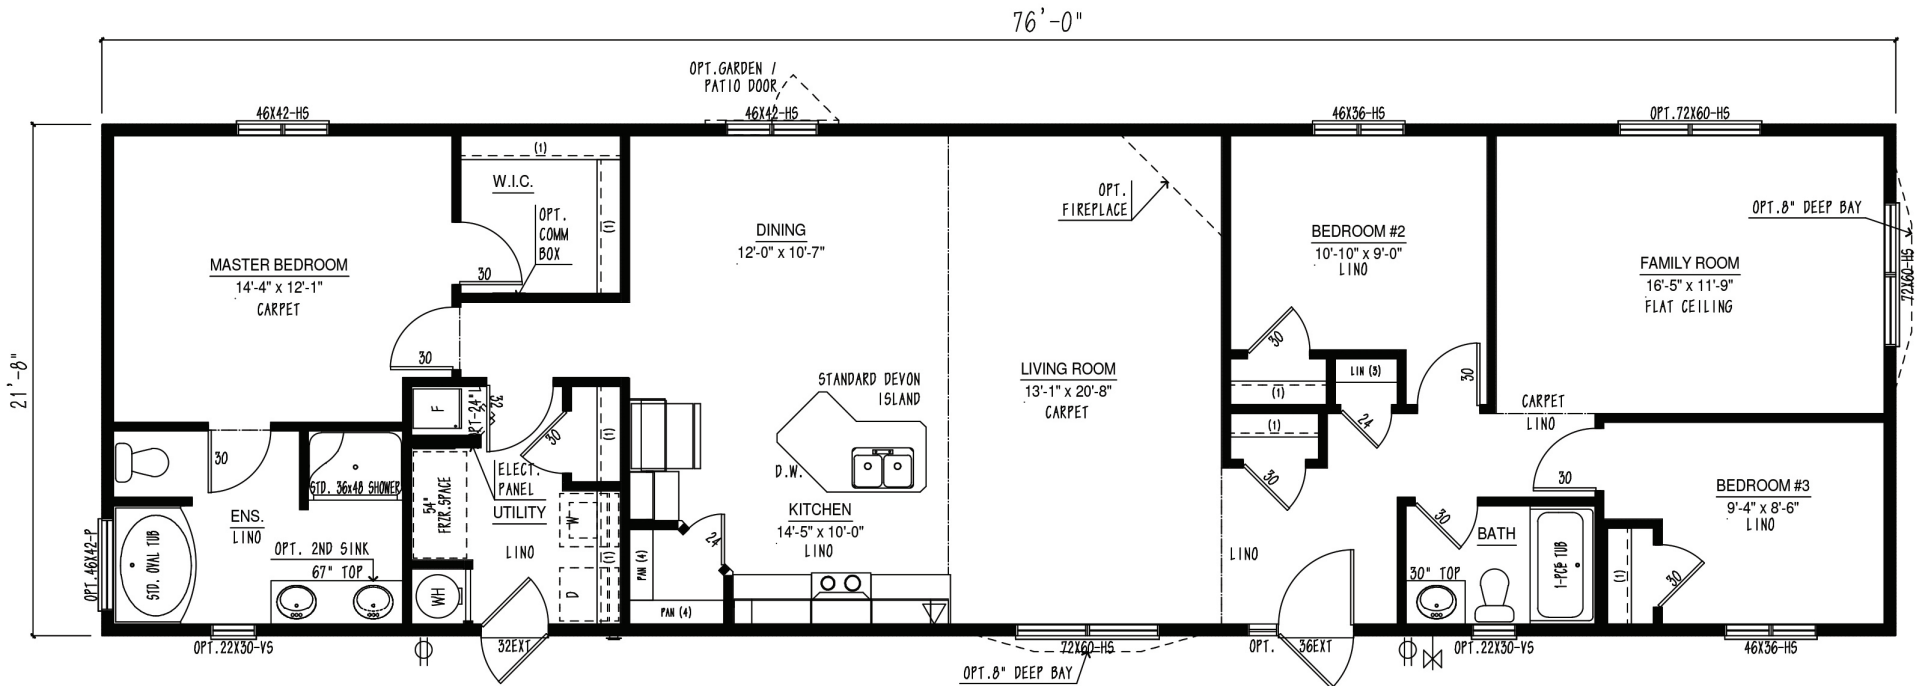 76'-0"
OPT.GARDEN /
PATIO DOOR
46X42-HS
46X42-HS
46X36-HS
OPT.72X60-HS
21'-8"
(1)
W.I.C.
(1)
OPT.
COMM
BOX
30
MASTER BEDROOM
14'-4" x 12'-1"
CARPET
30
DINING
12'-0" x 10'-7"
OPT.
FIREPLACE
BEDROOM #2
10'-10" x 9'-0"
LINO
30
(1)
LIN (3)
24
30
FAMILY ROOM
16'-5" x 11'-9"
FLAT CEILING
OPT.8" DEEP BAY
72X60-HS
STANDARD DEVON
ISLAND
D.W.
LIVING ROOM
13'-1" x 20'-8"
CARPET
(1)
30
CARPET
LINO
30
F
OPT-24"L
32
30
(1)
ELECT.
PANEL
UTILITY
LINO
54"
FRZR.SPACE
WH
W
D
(1)
32EXT
30
STD. 36x48 SHOWER
ENS.
LINO
OPT. 2ND SINK
67" TOP
STD. OVAL TUB
OPT.46X42-P
OPT.22X30-VS
KITCHEN
14'-5" x 10'-0"
LINO
24
PAN (4)
PAN (4)
72X60-HS
OPT.8" DEEP BAY
LINO
OPT.
36EXT
30
BATH
30" TOP
1-PCE TUB
OPT.22X30-VS
BEDROOM #3
9'-4" x 8'-6"
LINO
(1)
30
46X36-HS